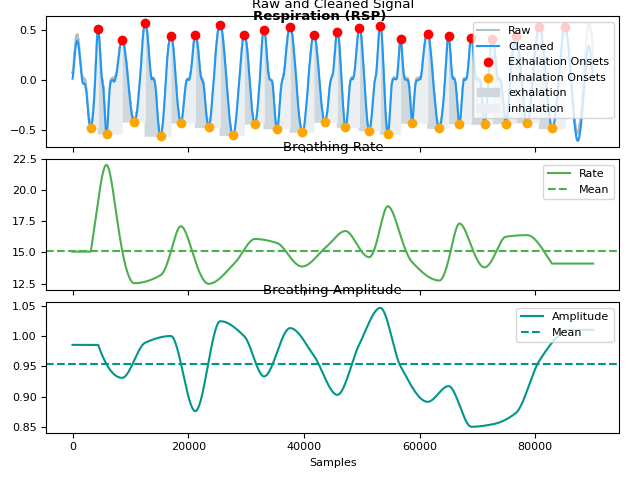 Raw and Cleaned Signal
Respiration (RSP)
0.5
0.0
−0.5
Raw
Cleaned
Exhalation Onsets
Inhalation Onsets
exhalation
inhalation
Breathing Rate
22.5
20.0
17.5
15.0
12.5
Rate
Mean
Breathing Amplitude
1.05
1.00
0.95
0.90
0.85
Amplitude
Mean
0 20000 40000 60000 80000
Samples